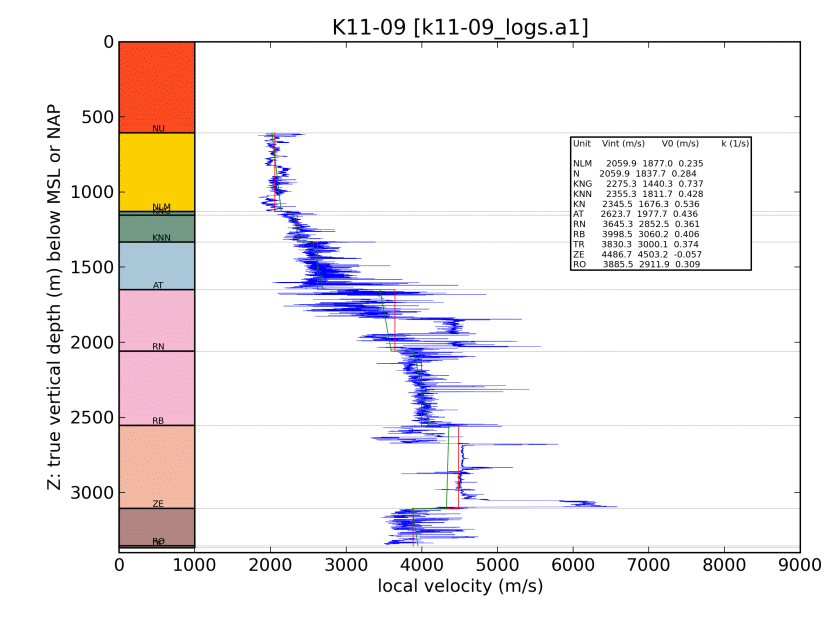 K11-09 [k11-09_logs.a1]
Z: true vertical depth (m) below MSL or NAP
0
500
1000
1500
2000
2500
3000
NU
NLM
KNN
AT
RN
RB
ZE
RO
Unit Vint (m/s) V0 (m/s) k (1/s)
NLM 2059.9 1877.0 0.235
N 2059.9 1837.7 0.284
KNG 2275.3 1440.3 0.737
KNN 2355.3 1811.7 0.428
KN 2345.5 1676.3 0.536
AT 2623.7 1977.7 0.436
RN 3645.3 2852.5 0.361
RB 3998.5 3060.2 0.406
TR 3830.3 3000.1 0.374
ZE 4486.7 4503.2 -0.057
RO 3885.5 2911.9 0.309
0 1000 2000 3000 4000 5000 6000 7000 8000 9000
local velocity (m/s)